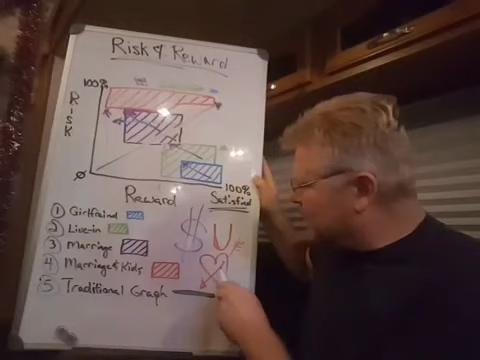 Risk & Reward
100%
RISK
Ø
100%
Reward
Satisfied
1 Girlfriend
2 Live-in
3 Marriage
4 Marriage & Kids
5 Traditional Graph
$
U